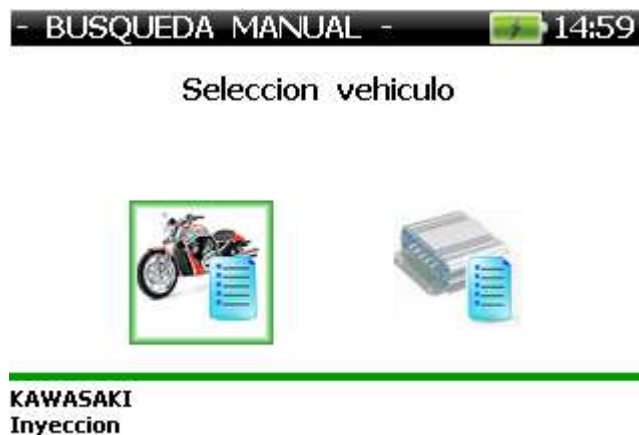 - BUSQUEDA MANUAL - 14:59
Seleccion vehiculo
KAWASAKI
Inyeccion